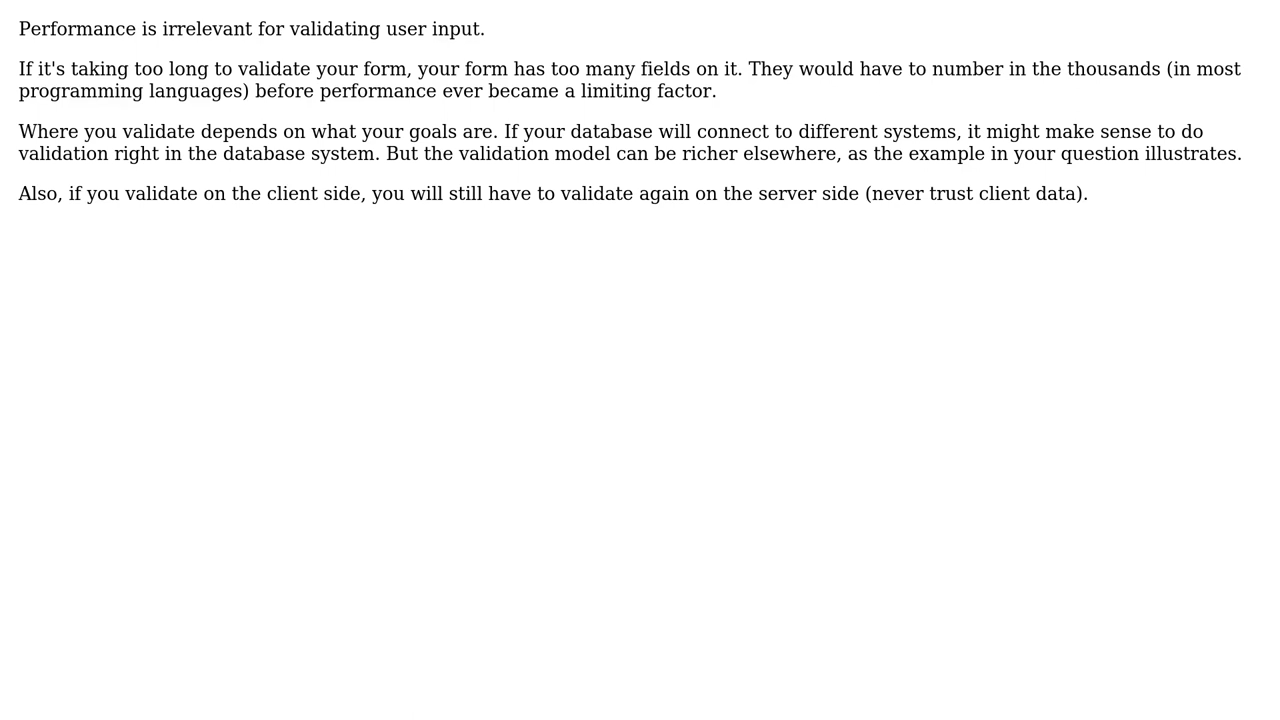 Performance is irrelevant for validating user input.
If it's taking too long to validate your form, your form has too many fields on it. They would have to number in the thousands (in most
programming languages) before performance ever became a limiting factor.
Where you validate depends on what your goals are. If your database will connect to different systems, it might make sense to do
validation right in the database system. But the validation model can be richer elsewhere, as the example in your question illustrates.
Also, if you validate on the client side, you will still have to validate again on the server side (never trust client data).